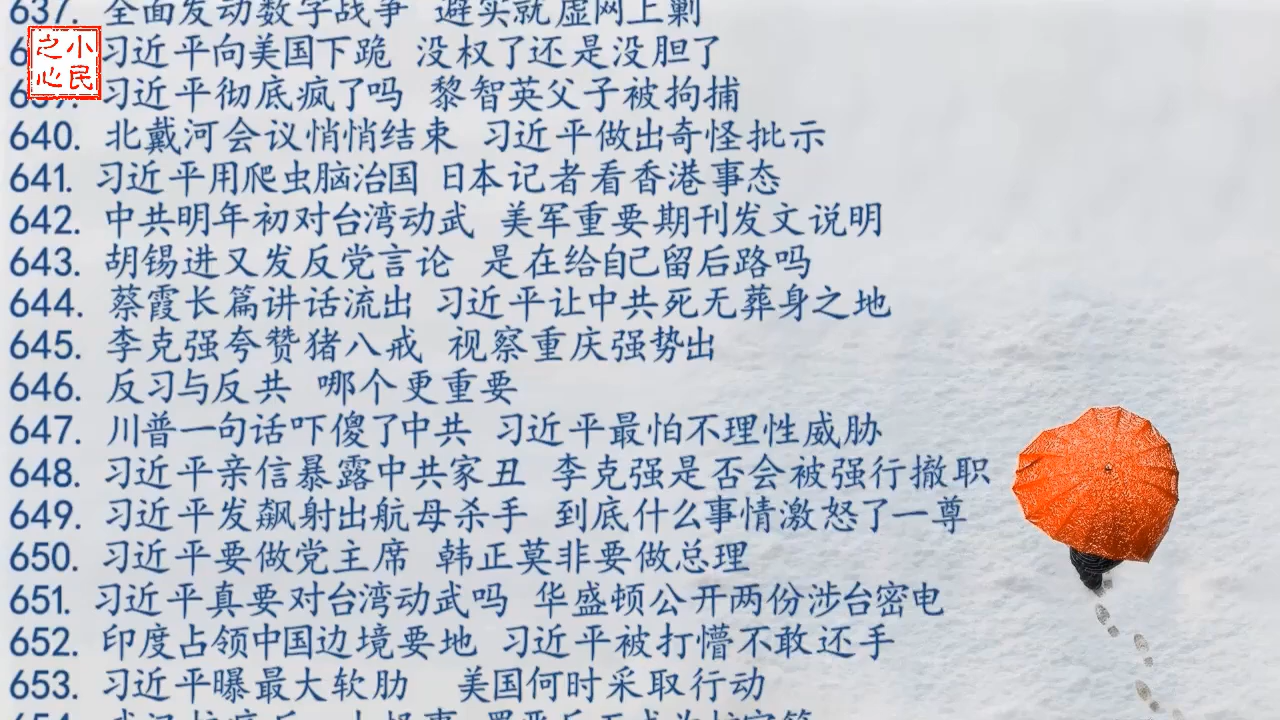 637. 全面发动数字战争 避实就虚网上剿
小民之心
习近平向美国下跪 没权了还是没胆了
639. 习近平彻底疯了吗 黎智英父子被拘捕
640. 北戴河会议悄悄结束 习近平做出奇怪批示
641. 习近平用爬虫脑治国 日本记者看香港事态
642. 中共明年初对台湾动武 美军重要期刊发文说明
643. 胡锡进又发反党言论 是在给自己留后路吗
644. 蔡霞长篇讲话流出 习近平让中共死无葬身之地
645. 李克强夸赞猪八戒 视察重庆强势出
646. 反习与反共 哪个更重要
647. 川普一句话吓傻了中共 习近平最怕不理性威胁
648. 习近平亲信暴露中共家丑 李克强是否会被强行撤职
649. 习近平发飙射出航母杀手 到底什么事情激怒了一尊
650. 习近平要做党主席 韩正莫非要做总理
651. 习近平真要对台湾动武吗 华盛顿公开两份涉台密电
652. 印度占领中国边境要地 习近平被打懵不敢还手
653. 习近平曝最大软肋 美国何时采取行动